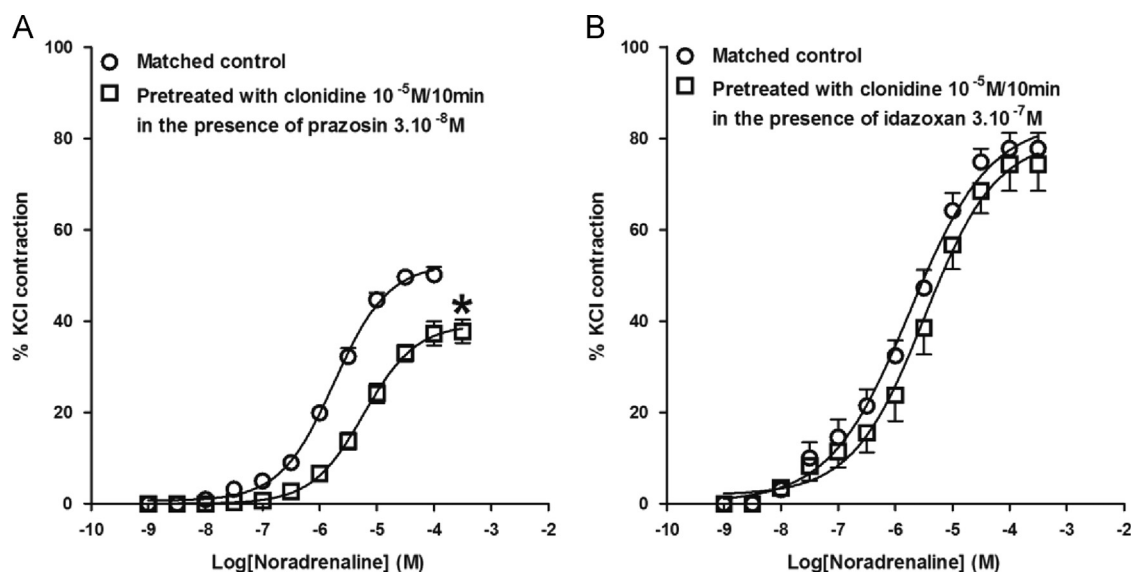 A
100
80
60
40
20
0
% KCl contraction
Matched control
Pretreated with clonidine 10 -5M/10min
in the presence of prazosin 3.10 -8M
*
-10 -9 -8 -7 -6 -5 -4 -3 -2
Log[Noradrenaline] (M)
B
100
80
60
40
20
0
% KCl contraction
Matched control
Pretreated with clonidine 10 -5M/10min
in the presence of idazoxan 3.10 -7M
-10 -9 -8 -7 -6 -5 -4 -3 -2
Log[Noradrenaline] (M)